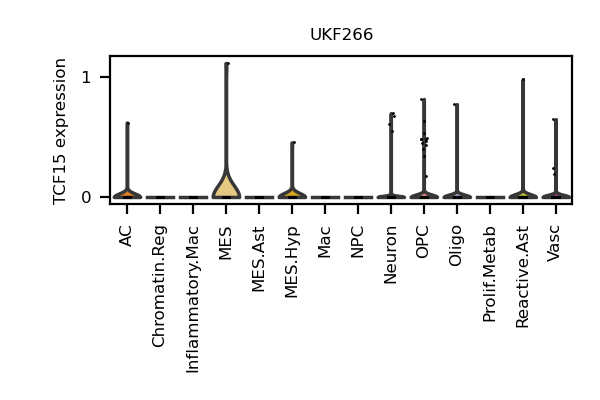 UKF266
TCF15 expression
1
0
AC
Chromatin.Reg
Inflammatory.Mac
MES
MES.Ast
MES.Hyp
Mac
NPC
Neuron
OPC
Oligo
Prolif.Metab
Reactive.Ast
Vasc